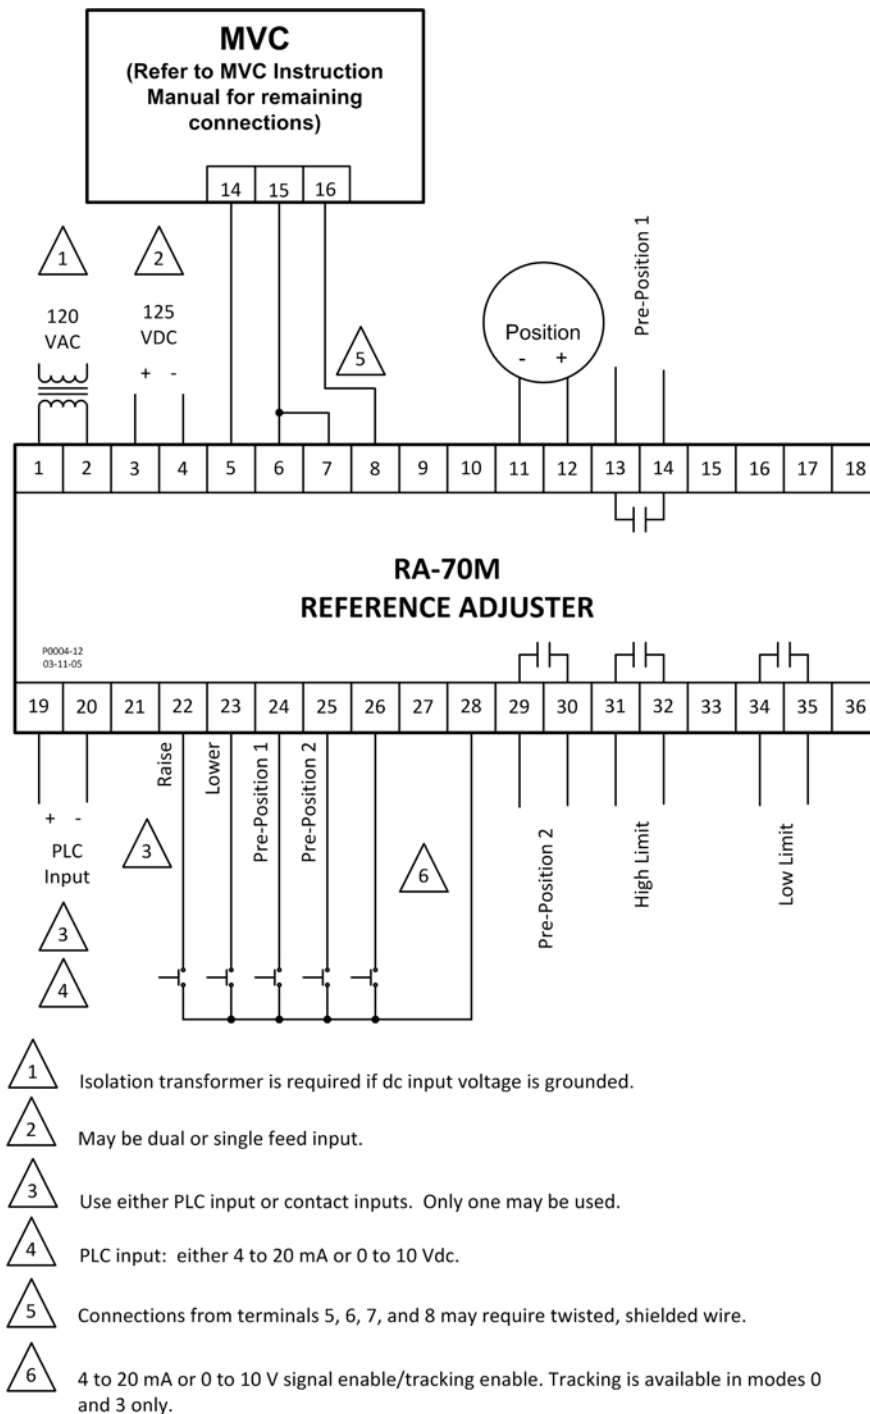 MVC
(Refer to MVC Instruction
Manual for remaining
connections)
14 15 16
1 2
120 125
VAC VDC
+ -
5
Position
- +
Pre-Position 1
1 2 3 4 5 6 7 8 9 10 11 12 13 14 15 16 17 18
RA-70M
REFERENCE ADJUSTER
P0004-12
03-11-05
19 20 21 22 23 24 25 26 27 28 29 30 31 32 33 34 35 36
Raise
Lower
Pre-Position 1
Pre-Position 2
+ -
PLC
Input
3
3
4
6
Pre-Position 2
High Limit
Low Limit
1 Isolation transformer is required if dc input voltage is grounded.
2 May be dual or single feed input.
3 Use either PLC input or contact inputs. Only one may be used.
4 PLC input: either 4 to 20 mA or 0 to 10 Vdc.
5 Connections from terminals 5, 6, 7, and 8 may require twisted, shielded wire.
6 4 to 20 mA or 0 to 10 V signal enable/tracking enable. Tracking is available in modes 0
and 3 only.